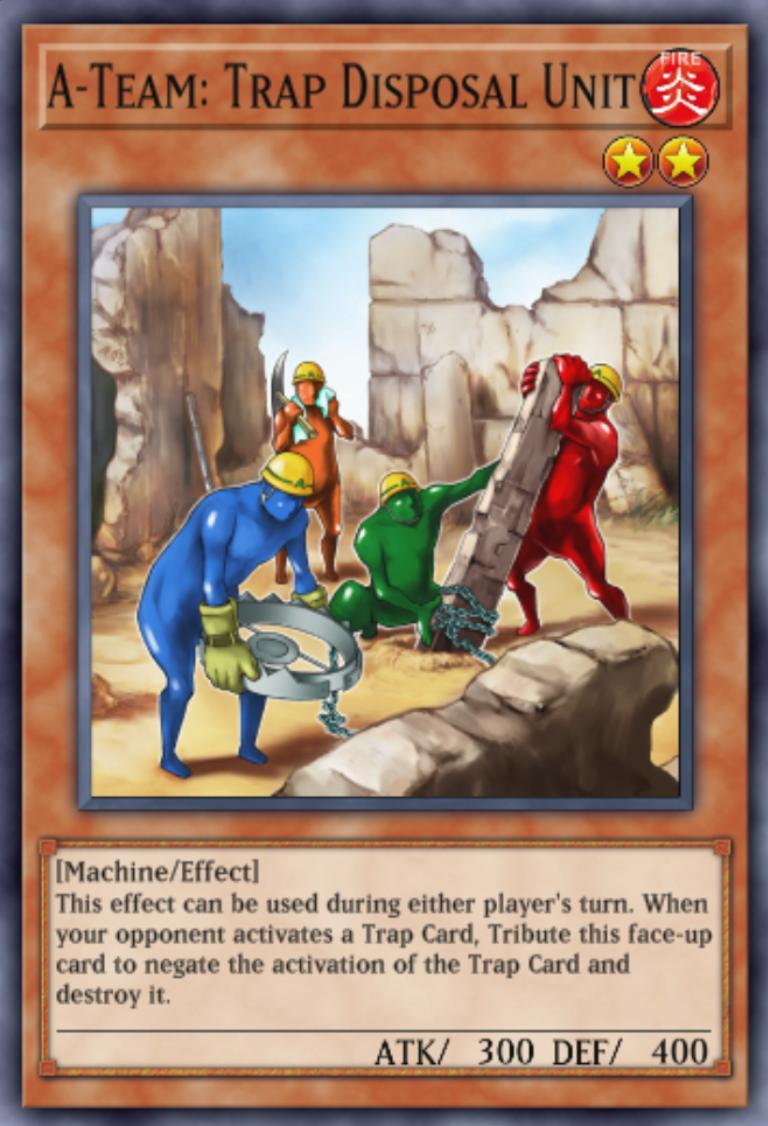 A-Team: Trap Disposal Unit
FIRE
炎
[Machine/Effect]
This effect can be used during either player's turn. When
your opponent activates a Trap Card, Tribute this face-up
card to negate the activation of the Trap Card and
destroy it.
ATK/ 300 DEF/ 400